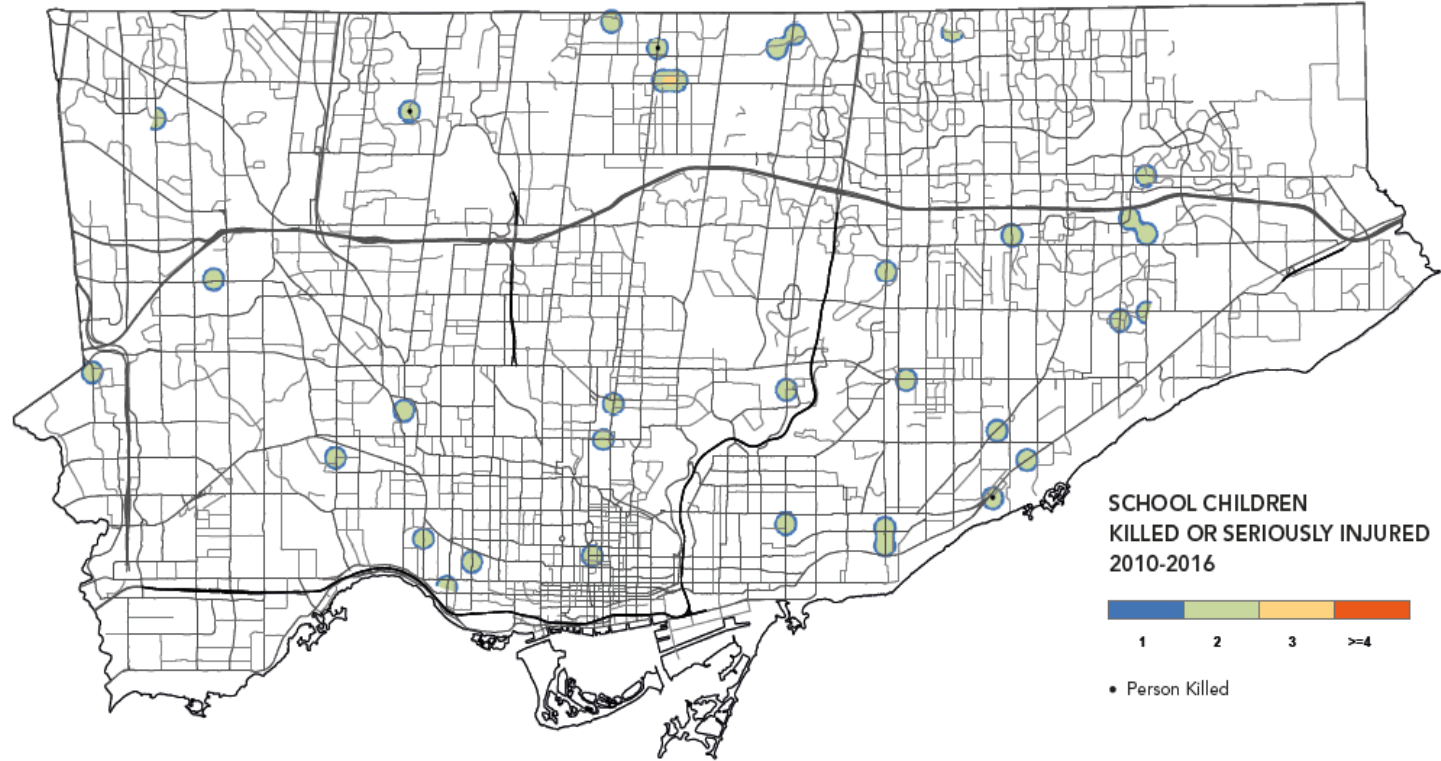 SCHOOL CHILDREN
KILLED OR SERIOUSLY INJURED
2010-2016
1 2 3 >=4
• Person Killed